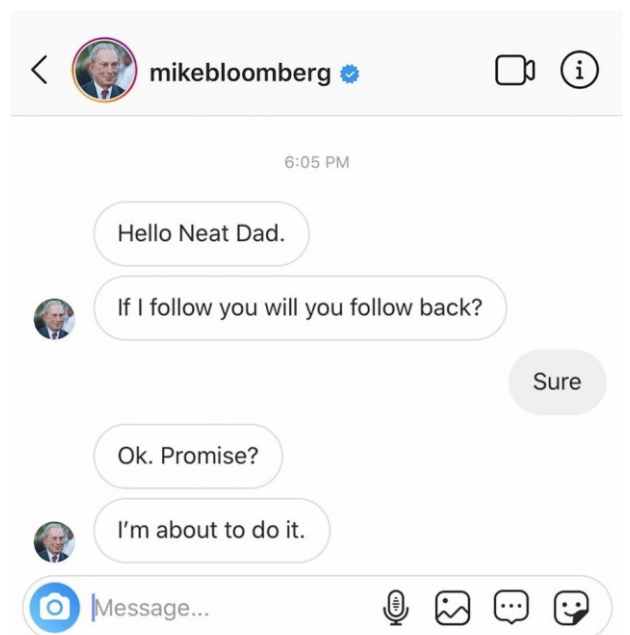 mikebloomberg
6:05 PM
Hello Neat Dad.
If I follow you will you follow back?
Sure
Ok. Promise?
I'm about to do it.
Message...